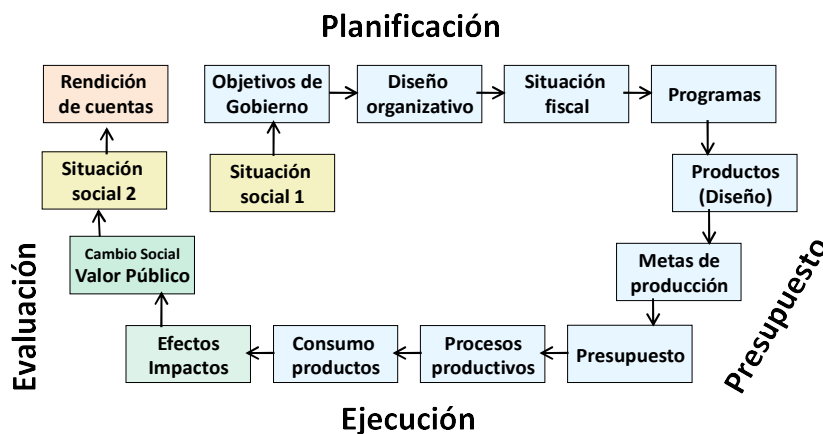 Planificación
Rendición
de cuentas
Objetivos de
Gobierno
Diseño
organizativo
Situación
fiscal
Programas
Situación
social 2
Situación
social 1
Productos
(Diseño)
Cambio Social
Valor Público
Metas de
producción
Evaluación
Presupuesto
Efectos
Impactos
Consumo
productos
Procesos
productivos
Presupuesto
Ejecución